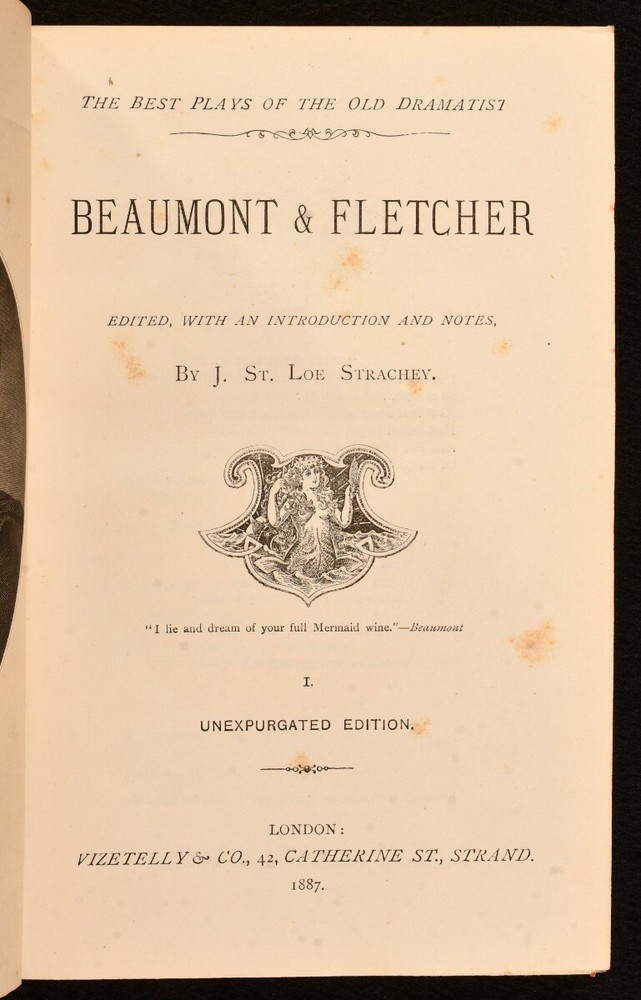 THE BEST PLAYS OF THE OLD DRAMATIST
BEAUMONT & FLETCHER
EDITED, WITH AN INTRODUCTION AND NOTES,
BY J. ST. LOE STRACHEY.
"I lie and dream of your full Mermaid wine."—Beaumont
I.
UNEXPURGATED EDITION.
LONDON:
VIZETELLY & CO., 42, CATHERINE ST., STRAND.
1887.